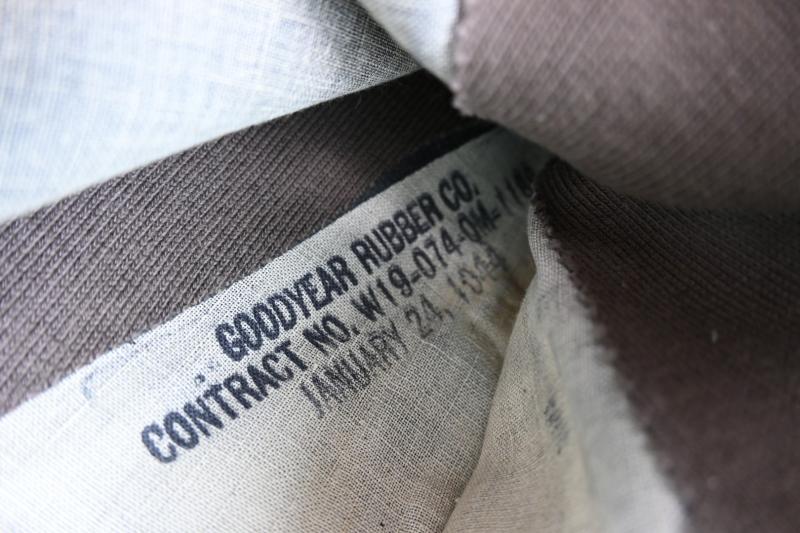 GOODYEAR RUBBER CO.
CONTRACT NO. W19-074-QM-
JANUARY 24,